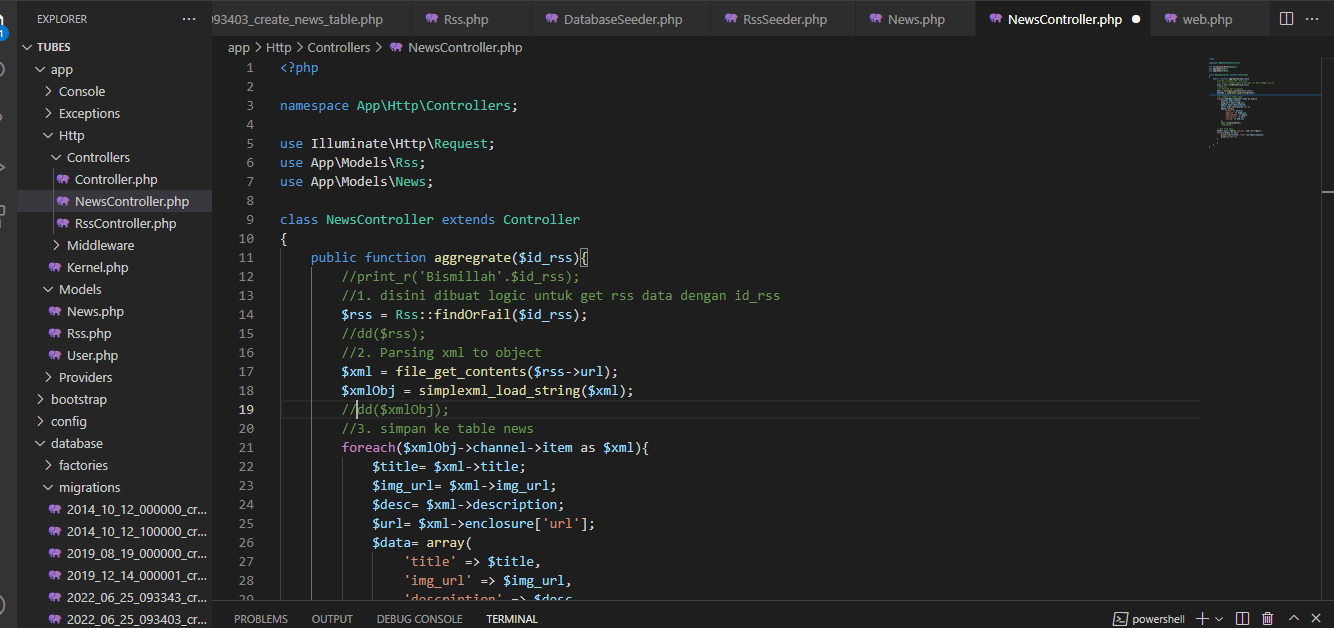 EXPLORER
TUBES
app
Console
Exceptions
Http
Controllers
Controller.php
NewsController.php
RssController.php
Middleware
Kernel.php
Models
News.php
Rss.php
User.php
Providers
bootstrap
config
database
factories
migrations
2014_10_12_000000_cr...
2014_10_12_100000_cr...
2019_08_19_000000_cr...
2019_12_14_000001_cr...
2022_06_25_093343_cr...
2022_06_25_093403_cr...
093403_create_news_table.php Rss.php DatabaseSeeder.php RssSeeder.php News.php NewsController.php web.php
app > Http > Controllers > NewsController.php
1 <?php
2
3 namespace App\Http\Controllers;
4
5 use Illuminate\Http\Request;
6 use App\Models\Rss;
7 use App\Models\News;
8
9 class NewsController extends Controller
10 {
11 public function aggregrate($id_rss){
12 //print_r('Bismillah'.$id_rss);
13 //1. disini dibuat logic untuk get rss data dengan id_rss
14 $rss = Rss::findOrFail($id_rss);
15 //dd($rss);
16 //2. Parsing xml to object
17 $xml = file_get_contents($rss->url);
18 $xmlObj = simplexml_load_string($xml);
19 //dd($xmlObj);
20 //3. simpan ke table news
21 foreach($xmlObj->channel->item as $xml){
22 $title= $xml->title;
23 $img_url= $xml->img_url;
24 $desc= $xml->description;
25 $url= $xml->enclosure['url'];
26 $data= array(
27 'title' => $title,
28 'img_url' => $img_url,
29 'description' => $desc
PROBLEMS OUTPUT DEBUG CONSOLE TERMINAL powershell